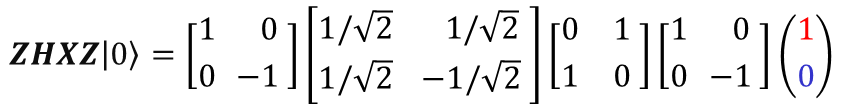 ZHXZ|0⟩ = [1 0; 0 −1] [1/√2 1/√2; 1/√2 −1/√2] [0 1; 1 0] [1 0; 0 −1] (1; 0)